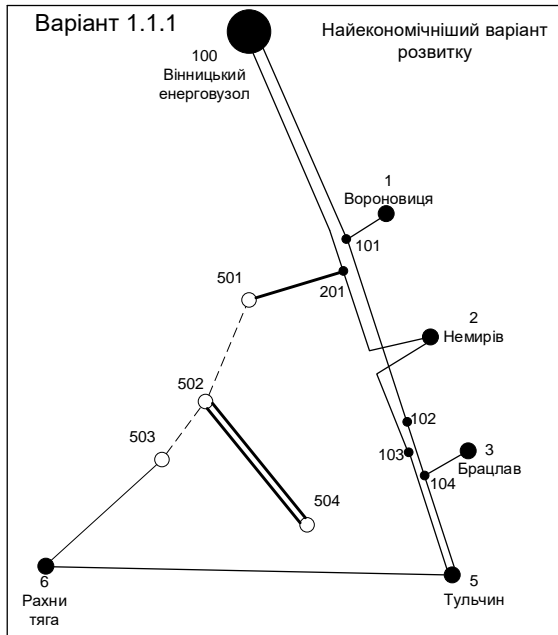 Варіант 1.1.1
Найекономічніший варіант
розвитку
100
Вінницький
енерговузол
1
Вороновиця
101
501
201
2
Немирів
502
102
503
103
3
Брацлав
104
504
6
Рахни
тяга
5
Тульчин